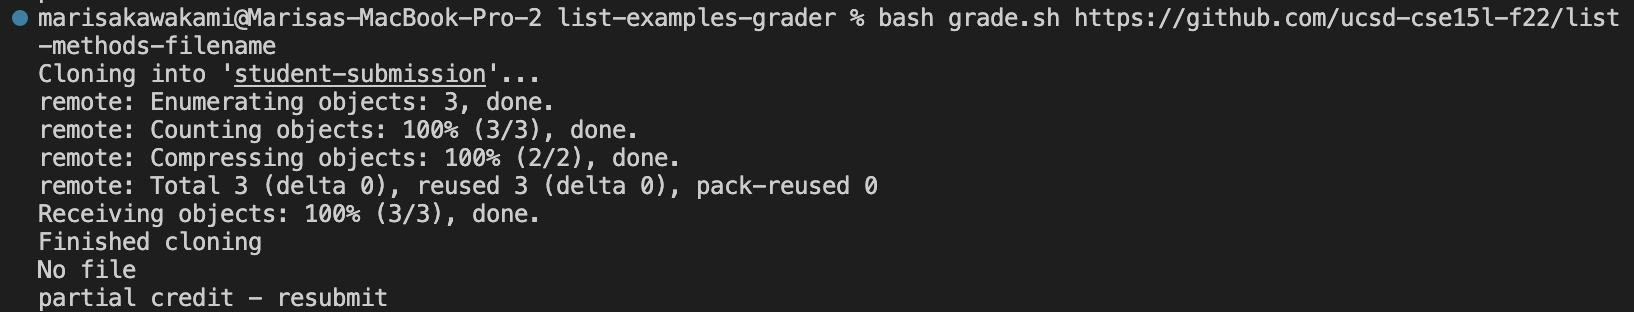 marisakawakami@Marisas-MacBook-Pro-2 list-examples-grader % bash grade.sh https://github.com/ucsd-cse15l-f22/list
-methods-filename
Cloning into 'student-submission'...
remote: Enumerating objects: 3, done.
remote: Counting objects: 100% (3/3), done.
remote: Compressing objects: 100% (2/2), done.
remote: Total 3 (delta 0), reused 3 (delta 0), pack-reused 0
Receiving objects: 100% (3/3), done.
Finished cloning
No file
partial credit - resubmit